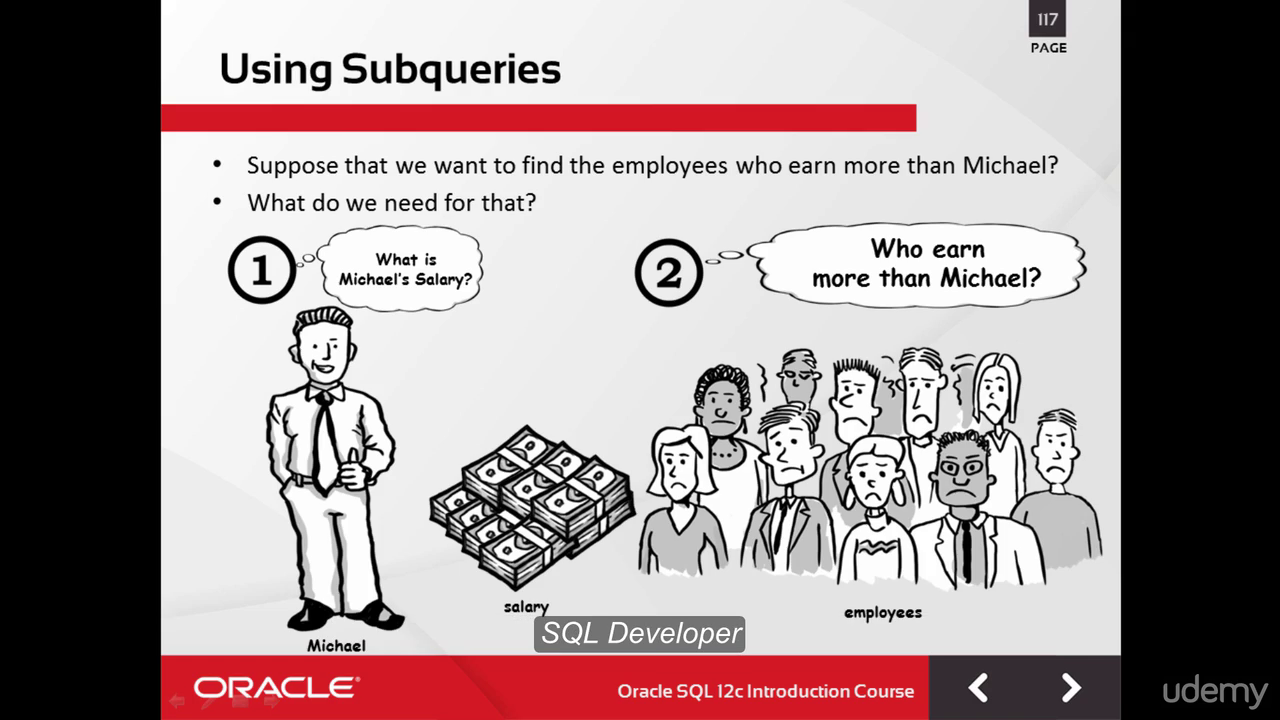 117
PAGE
Using Subqueries
• Suppose that we want to find the employees who earn more than Michael?
• What do we need for that?
1
What is
Michael's Salary?
2
Who earn
more than Michael?
salary
employees
SQL Developer
Michael
ORACLE®
Oracle SQL 12c Introduction Course
udemy